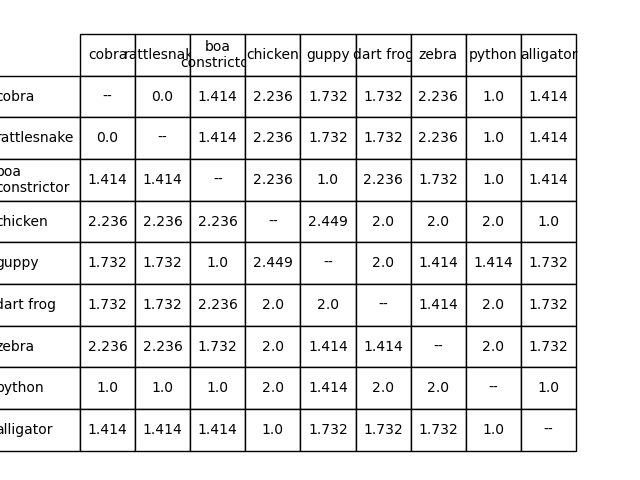 boa
cobra rattlesnak chicken guppy dart frog zebra python alligator
constricto
cobra -- 0.0 1.414 2.236 1.732 1.732 2.236 1.0 1.414
rattlesnake 0.0 -- 1.414 2.236 1.732 1.732 2.236 1.0 1.414
boa
constrictor 1.414 1.414 -- 2.236 1.0 2.236 1.732 1.0 1.414
chicken 2.236 2.236 2.236 -- 2.449 2.0 2.0 2.0 1.0
guppy 1.732 1.732 1.0 2.449 -- 2.0 1.414 1.414 1.732
dart frog 1.732 1.732 2.236 2.0 2.0 -- 1.414 2.0 1.732
zebra 2.236 2.236 1.732 2.0 1.414 1.414 -- 2.0 1.732
python 1.0 1.0 1.0 2.0 1.414 2.0 2.0 -- 1.0
alligator 1.414 1.414 1.414 1.0 1.732 1.732 1.732 1.0 --